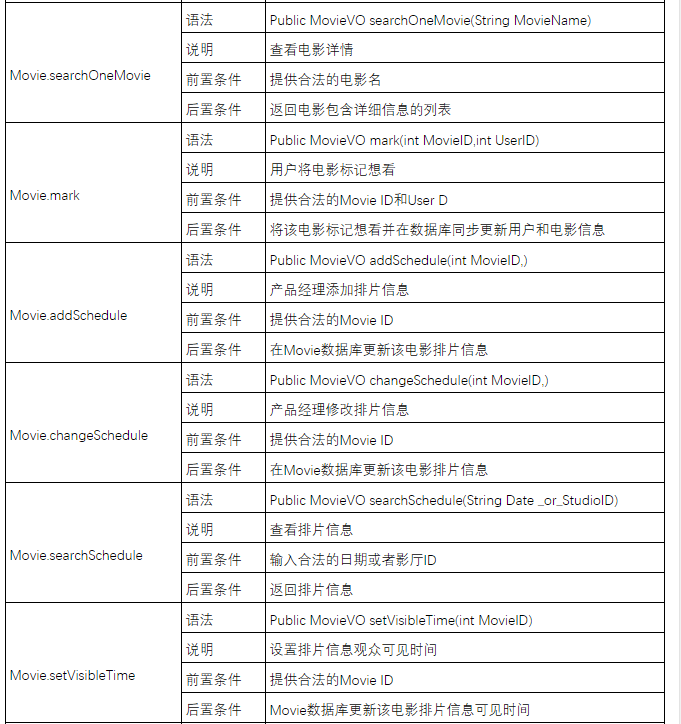 Movie.searchOneMovie
语法 Public MovieVO searchOneMovie(String MovieName)
说明 查看电影详情
前置条件 提供合法的电影名
后置条件 返回电影包含详细信息的列表
Movie.mark
语法 Public MovieVO mark(int MovieID,int UserID)
说明 用户将电影标记想看
前置条件 提供合法的Movie ID和User D
后置条件 将该电影标记想看并在数据库同步更新用户和电影信息
Movie.addSchedule
语法 Public MovieVO addSchedule(int MovieID,)
说明 产品经理添加排片信息
前置条件 提供合法的Movie ID
后置条件 在Movie数据库更新该电影排片信息
Movie.changeSchedule
语法 Public MovieVO changeSchedule(int MovieID,)
说明 产品经理修改排片信息
前置条件 提供合法的Movie ID
后置条件 在Movie数据库更新该电影排片信息
Movie.searchSchedule
语法 Public MovieVO searchSchedule(String Date _or_StudioID)
说明 查看排片信息
前置条件 输入合法的日期或者影厅ID
后置条件 返回排片信息
Movie.setVisibleTime
语法 Public MovieVO setVisibleTime(int MovieID)
说明 设置排片信息观众可见时间
前置条件 提供合法的Movie ID
后置条件 Movie数据库更新该电影排片信息可见时间